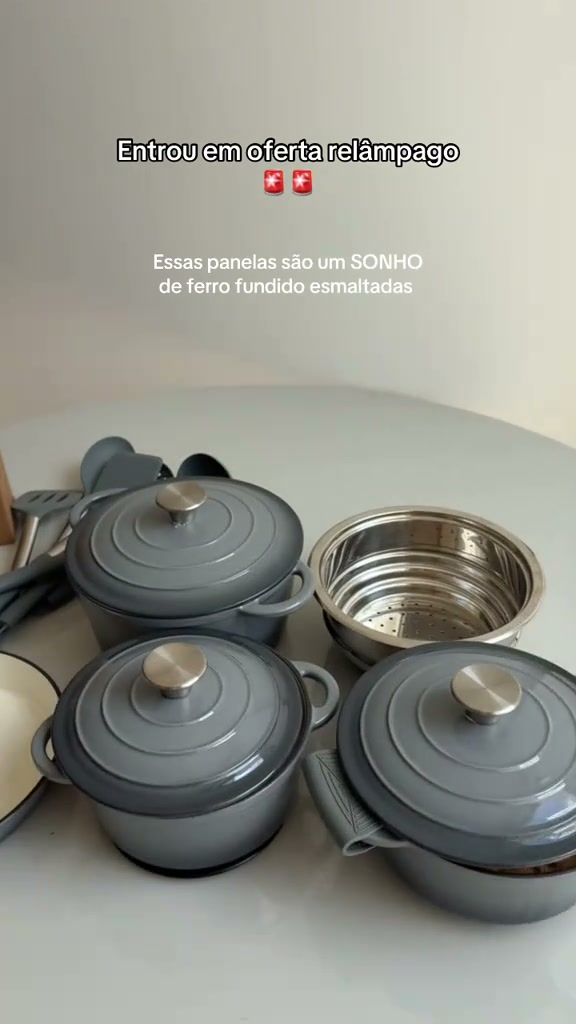 Entrou em oferta relâmpago
🚨🚨
Essas panelas são um SONHO
de ferro fundido esmaltadas